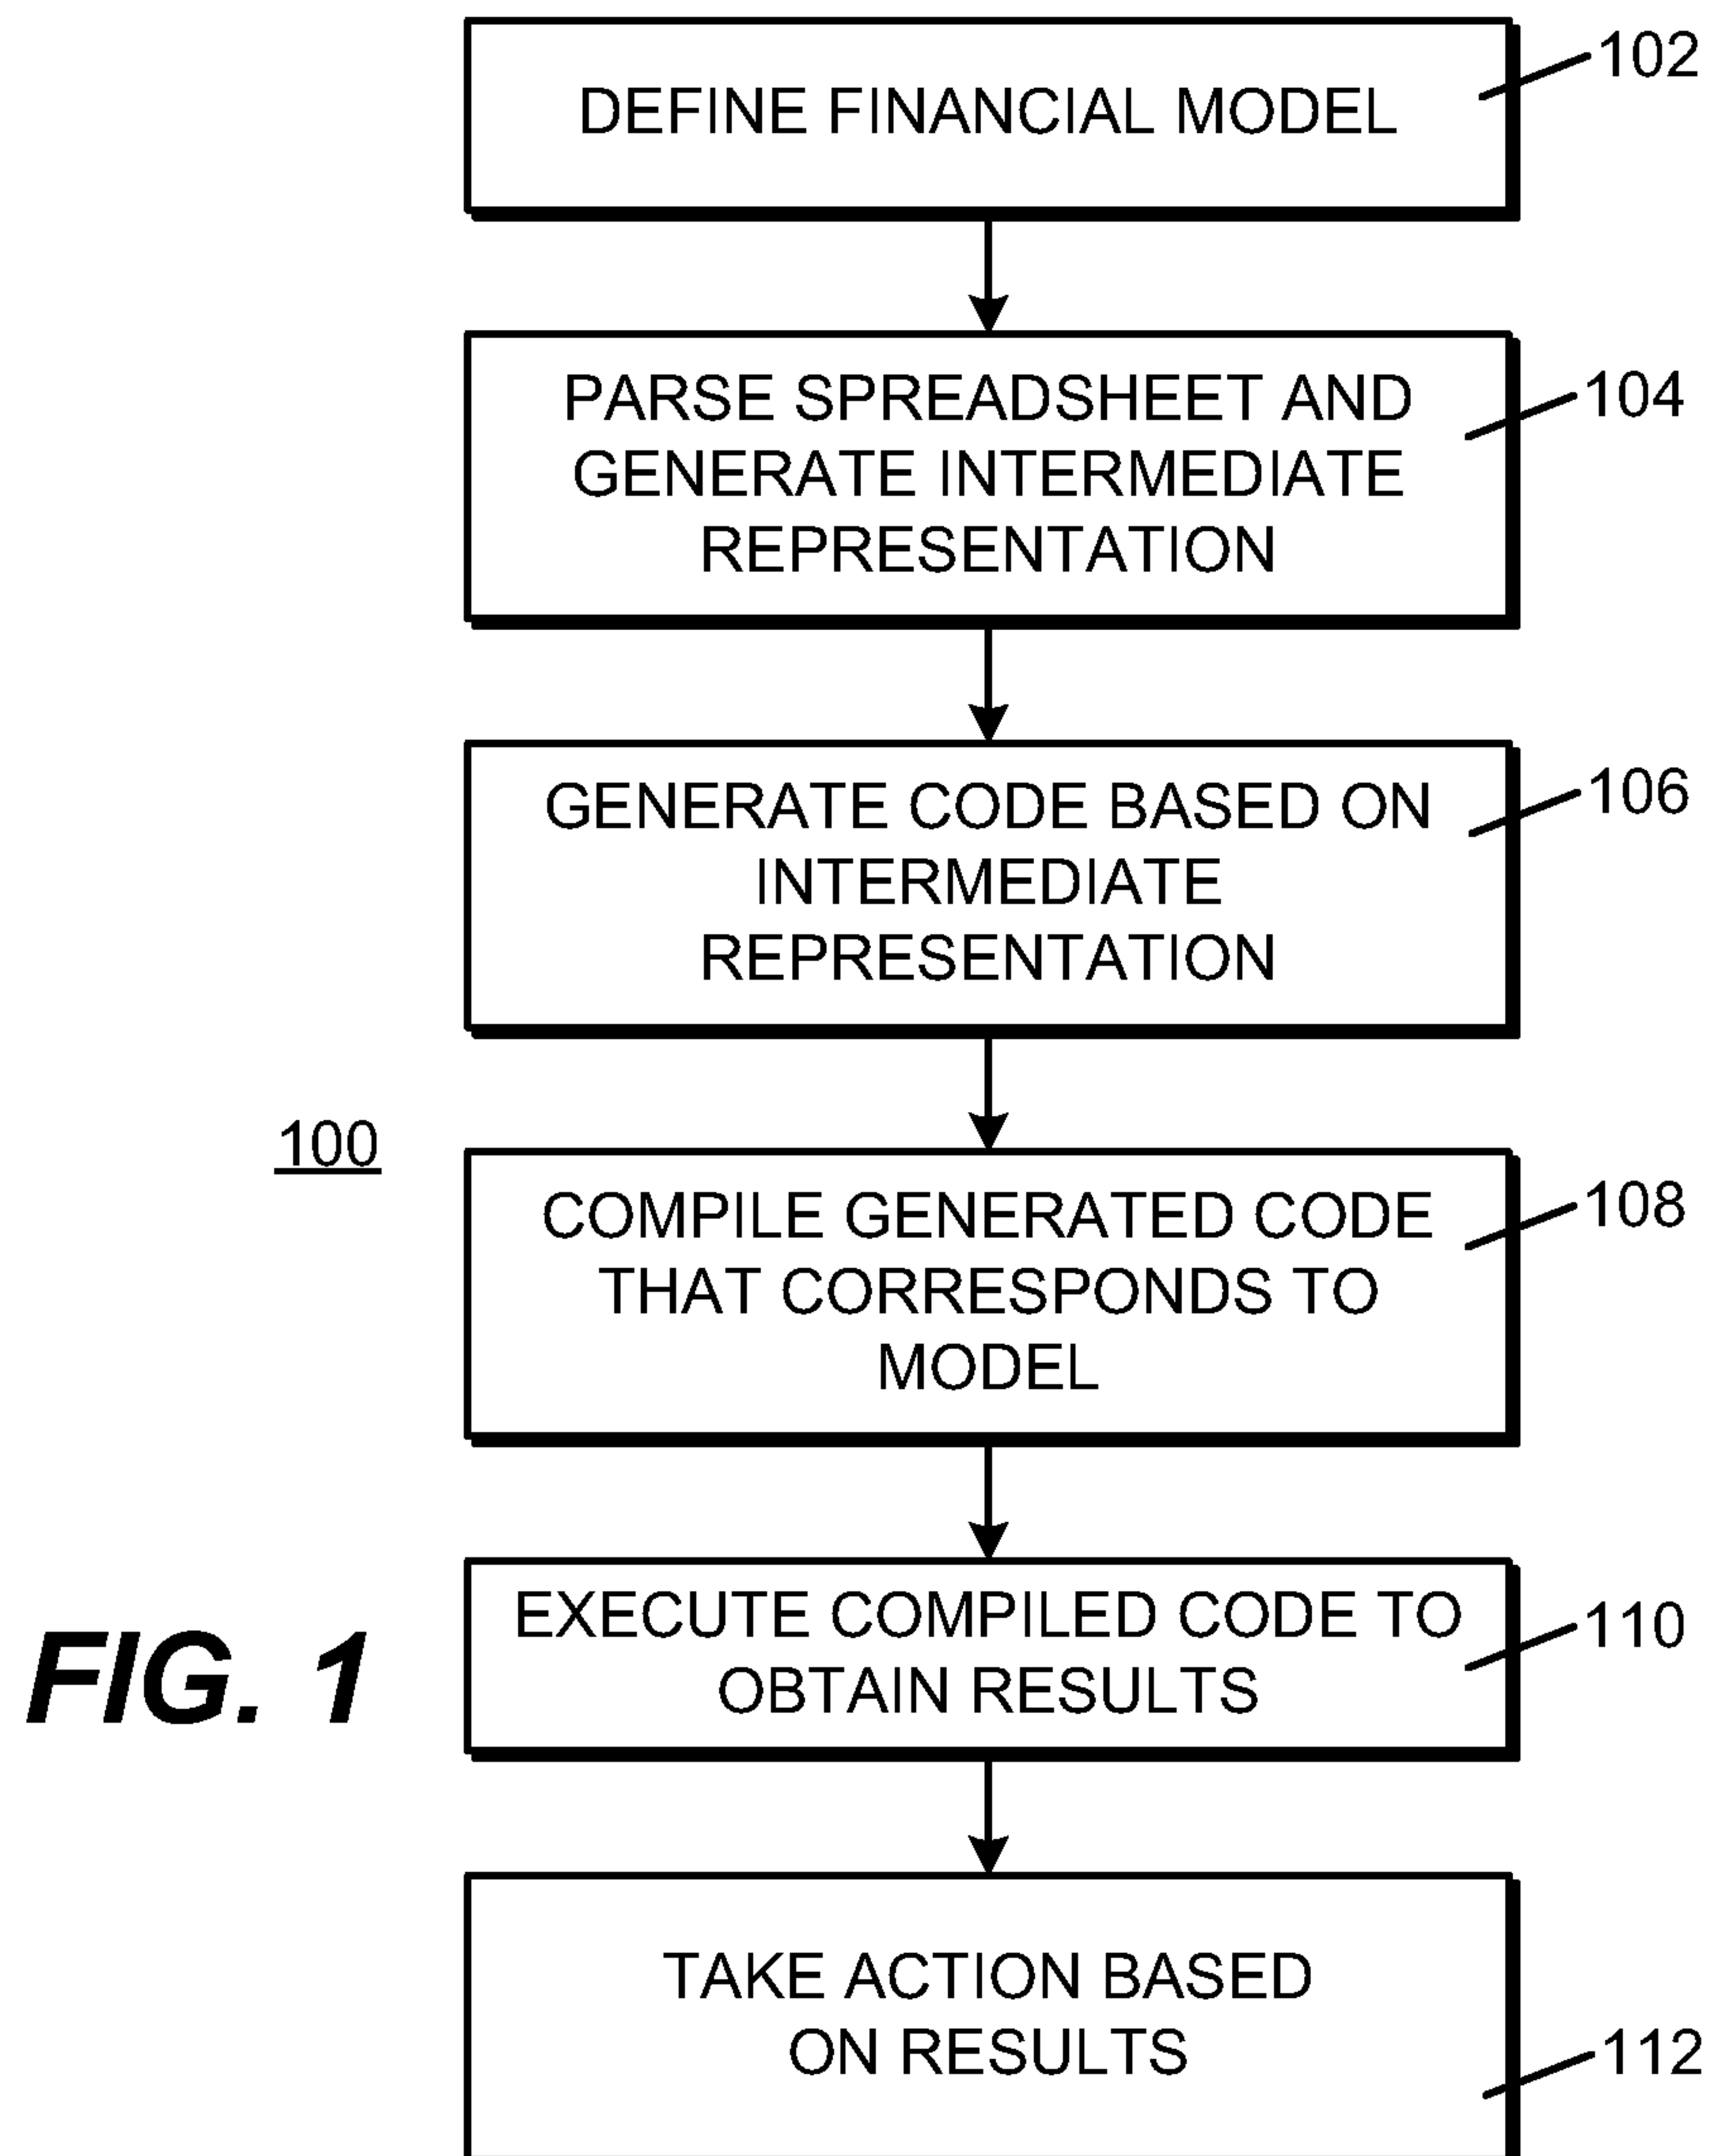 DEFINE FINANCIAL MODEL
102
PARSE SPREADSHEET AND
GENERATE INTERMEDIATE
REPRESENTATION
104
GENERATE CODE BASED ON
INTERMEDIATE
REPRESENTATION
106
100
COMPILE GENERATED CODE
THAT CORRESPONDS TO
MODEL
108
EXECUTE COMPILED CODE TO
OBTAIN RESULTS
110
FIG. 1
TAKE ACTION BASED
ON RESULTS
112